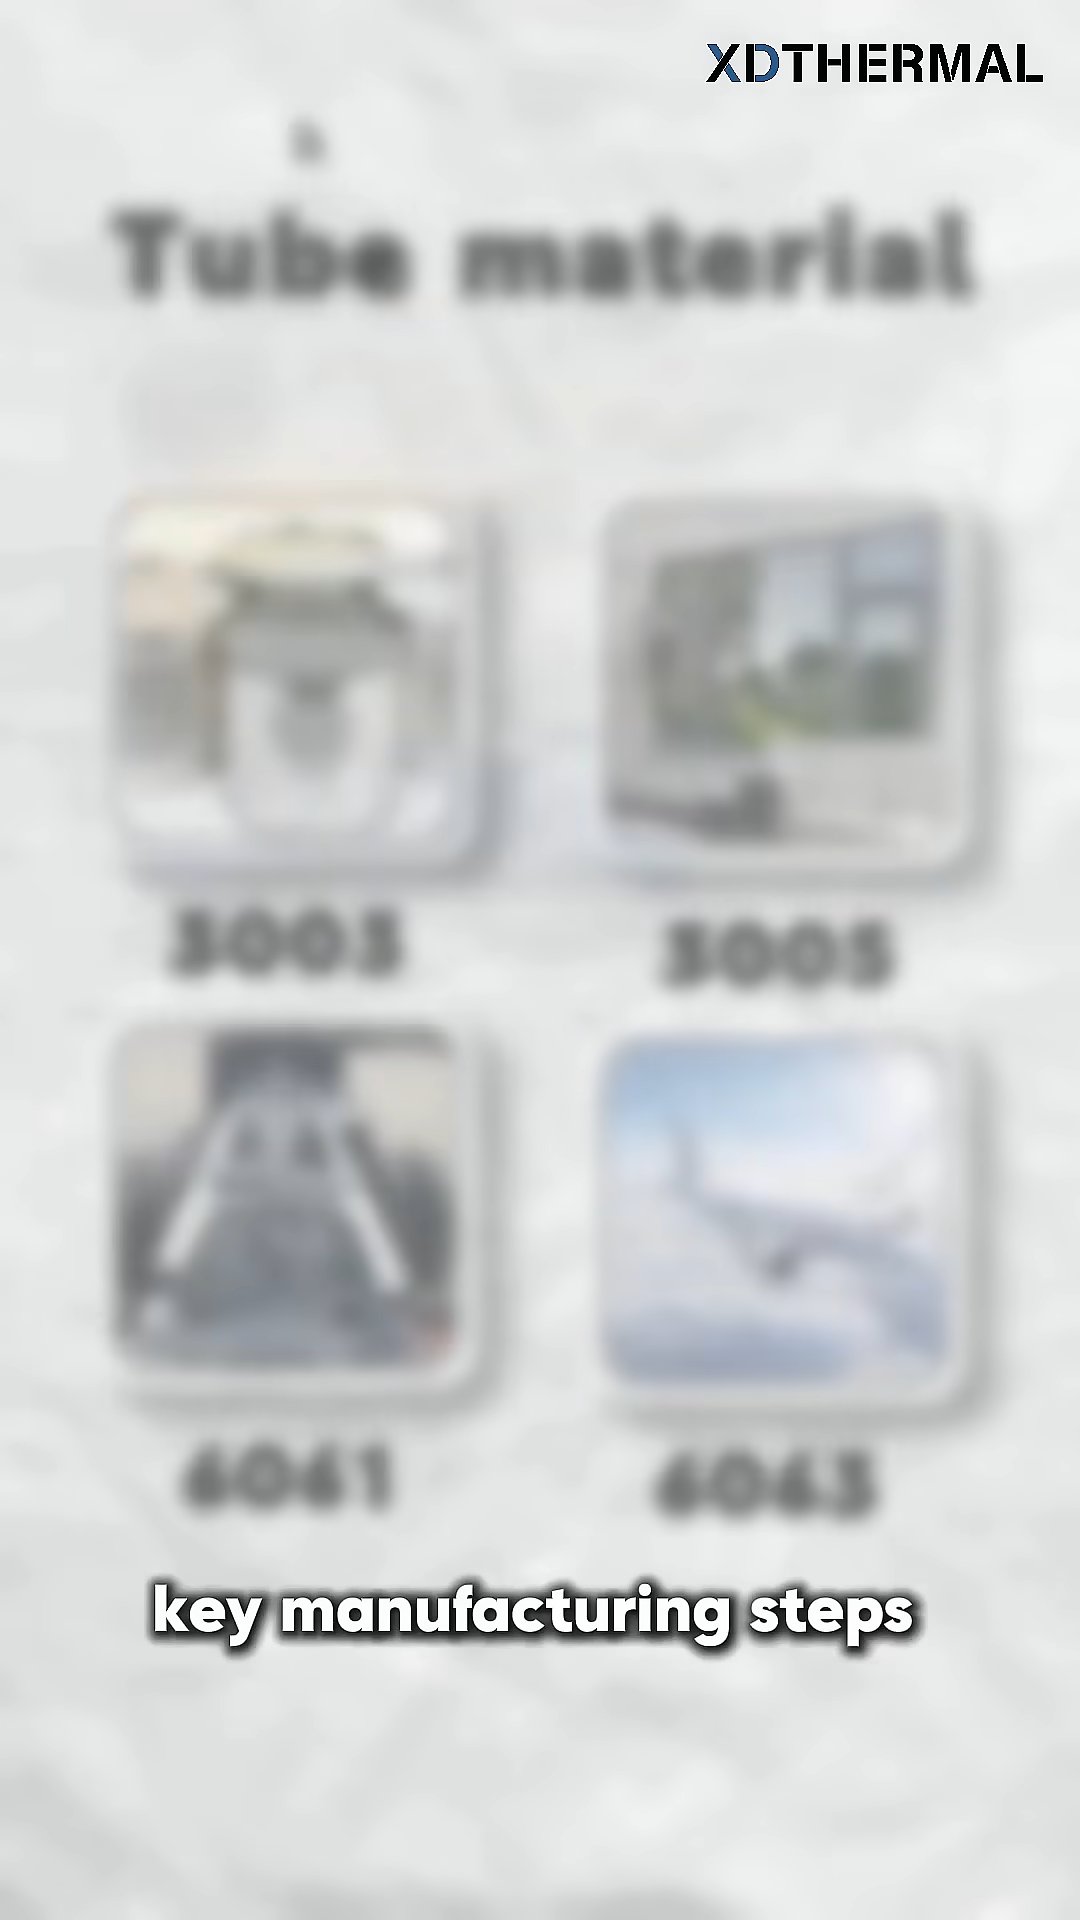 XDTHERMAL
Tube material
3003
3005
6061
6063
key manufacturing steps